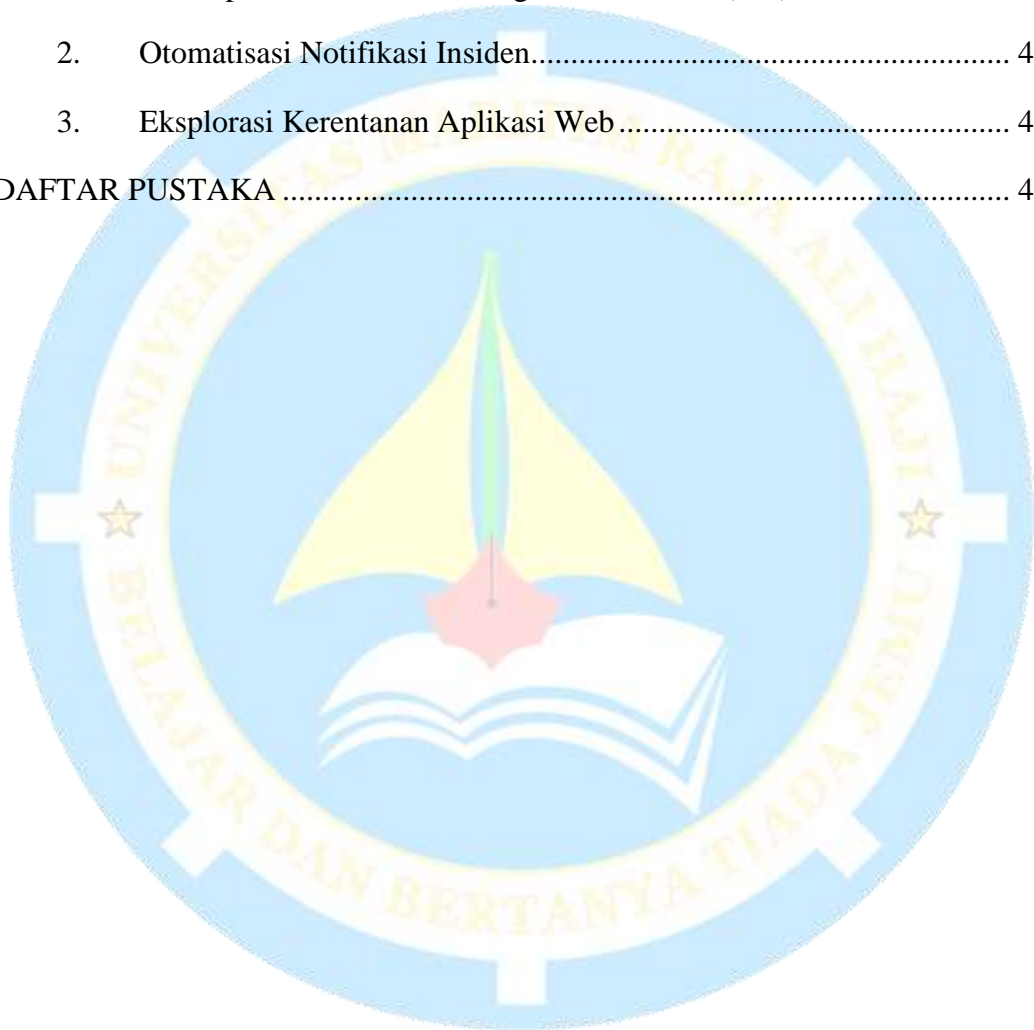 2. Otomatisasi Notifikasi Insiden............................................................. 4
3. Eksplorasi Kerentanan Aplikasi Web.................................................. 4
DAFTAR PUSTAKA ............................................................................................ 4
UNIVERSITAS MARITIM RAJA ALI HAJI
BELAJAR DAN BERTANYA TIADA JEMU